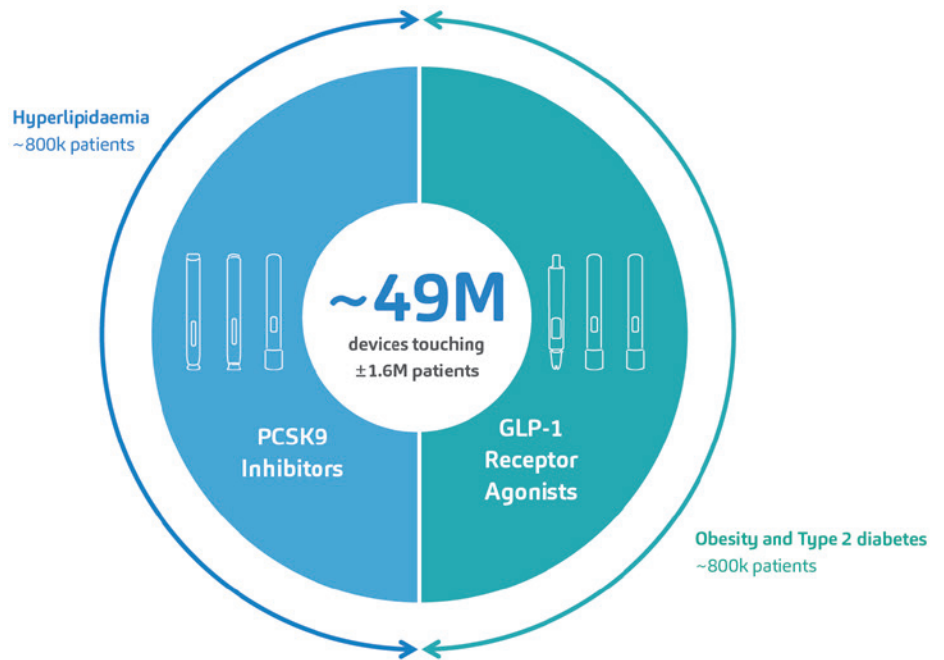 Hyperlipidaemia
~800k patients
~49M
devices touching
±1.6M patients
PCSK9
Inhibitors
GLP-1
Receptor
Agonists
Obesity and Type 2 diabetes
~800k patients